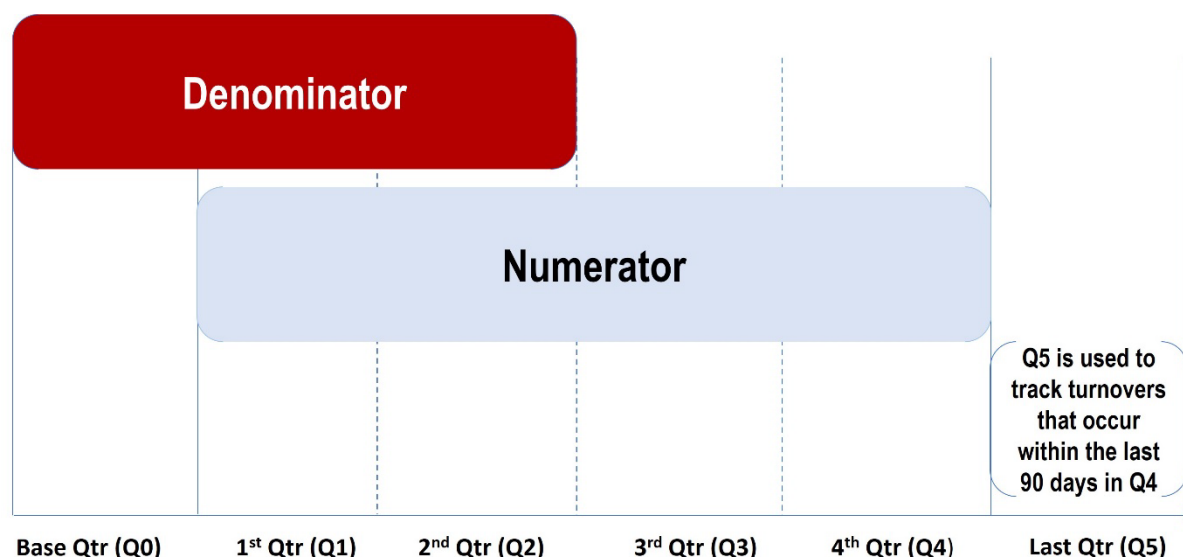 Denominator
Numerator
Q5 is used to
track turnovers
that occur
within the last
90 days in Q4
Base Qtr (Q0) 1st Qtr (Q1) 2nd Qtr (Q2) 3rd Qtr (Q3) 4th Qtr (Q4) Last Qtr (Q5)